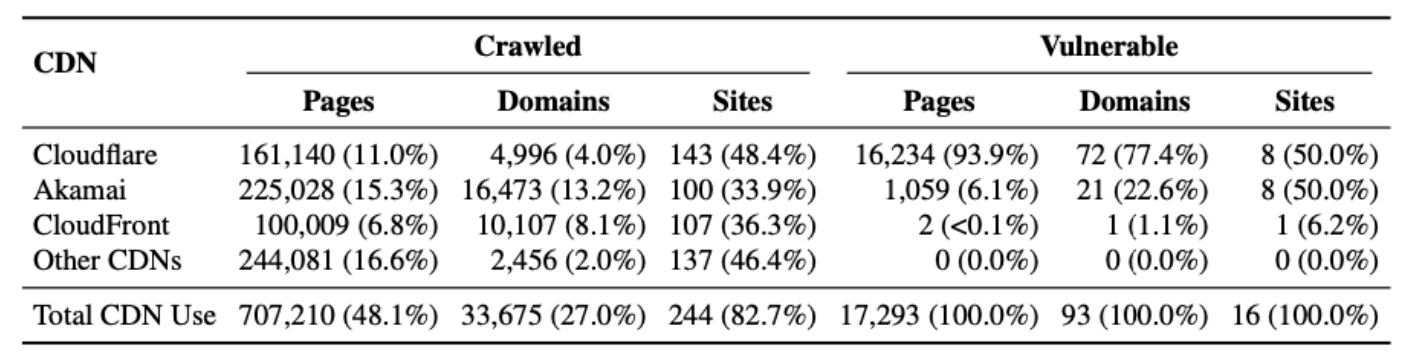 CDN Crawled Vulnerable
Pages Domains Sites Pages Domains Sites
Cloudflare 161,140 (11.0%) 4,996 (4.0%) 143 (48.4%) 16,234 (93.9%) 72 (77.4%) 8 (50.0%)
Akamai 225,028 (15.3%) 16,473 (13.2%) 100 (33.9%) 1,059 (6.1%) 21 (22.6%) 8 (50.0%)
CloudFront 100,009 (6.8%) 10,107 (8.1%) 107 (36.3%) 2 (<0.1%) 1 (1.1%) 1 (6.2%)
Other CDNs 244,081 (16.6%) 2,456 (2.0%) 137 (46.4%) 0 (0.0%) 0 (0.0%) 0 (0.0%)
Total CDN Use 707,210 (48.1%) 33,675 (27.0%) 244 (82.7%) 17,293 (100.0%) 93 (100.0%) 16 (100.0%)